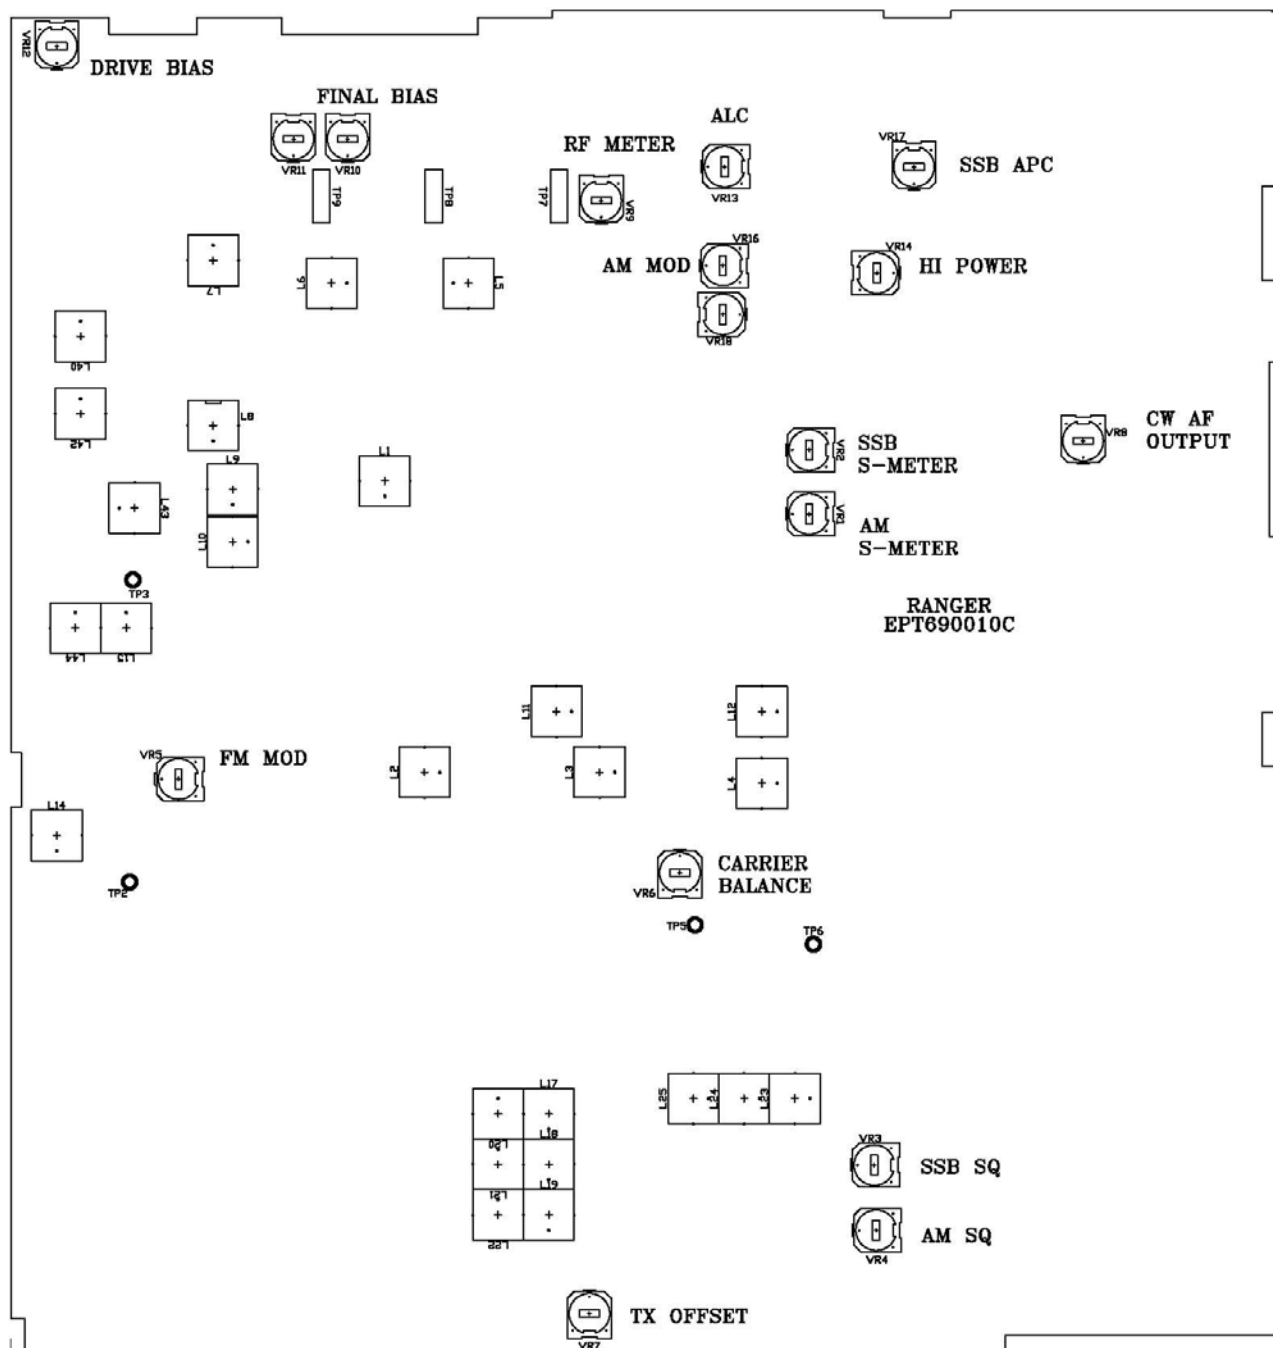 VR12
DRIVE BIAS
FINAL BIAS
VR11
VR10
TP9
TP8
TP7
RF METER
VR9
ALC
VR13
VR17
SSB APC
AM MOD
VR16
VR18
VR14
HI POWER
L7
L6
L5
L40
L42
L8
L9
L1
L43
L10
TP3
VR2
SSB
S-METER
VR1
AM
S-METER
VR8
CW AF
OUTPUT
RANGER
EPT690010C
L44
L15
L11
L12
VR5
FM MOD
L2
L3
L4
L14
TP2
VR6
CARRIER
BALANCE
TP5
TP6
L17
L25
L24
L23
L20
L18
L21
L19
L22
VR3
SSB SQ
VR4
AM SQ
VR7
TX OFFSET